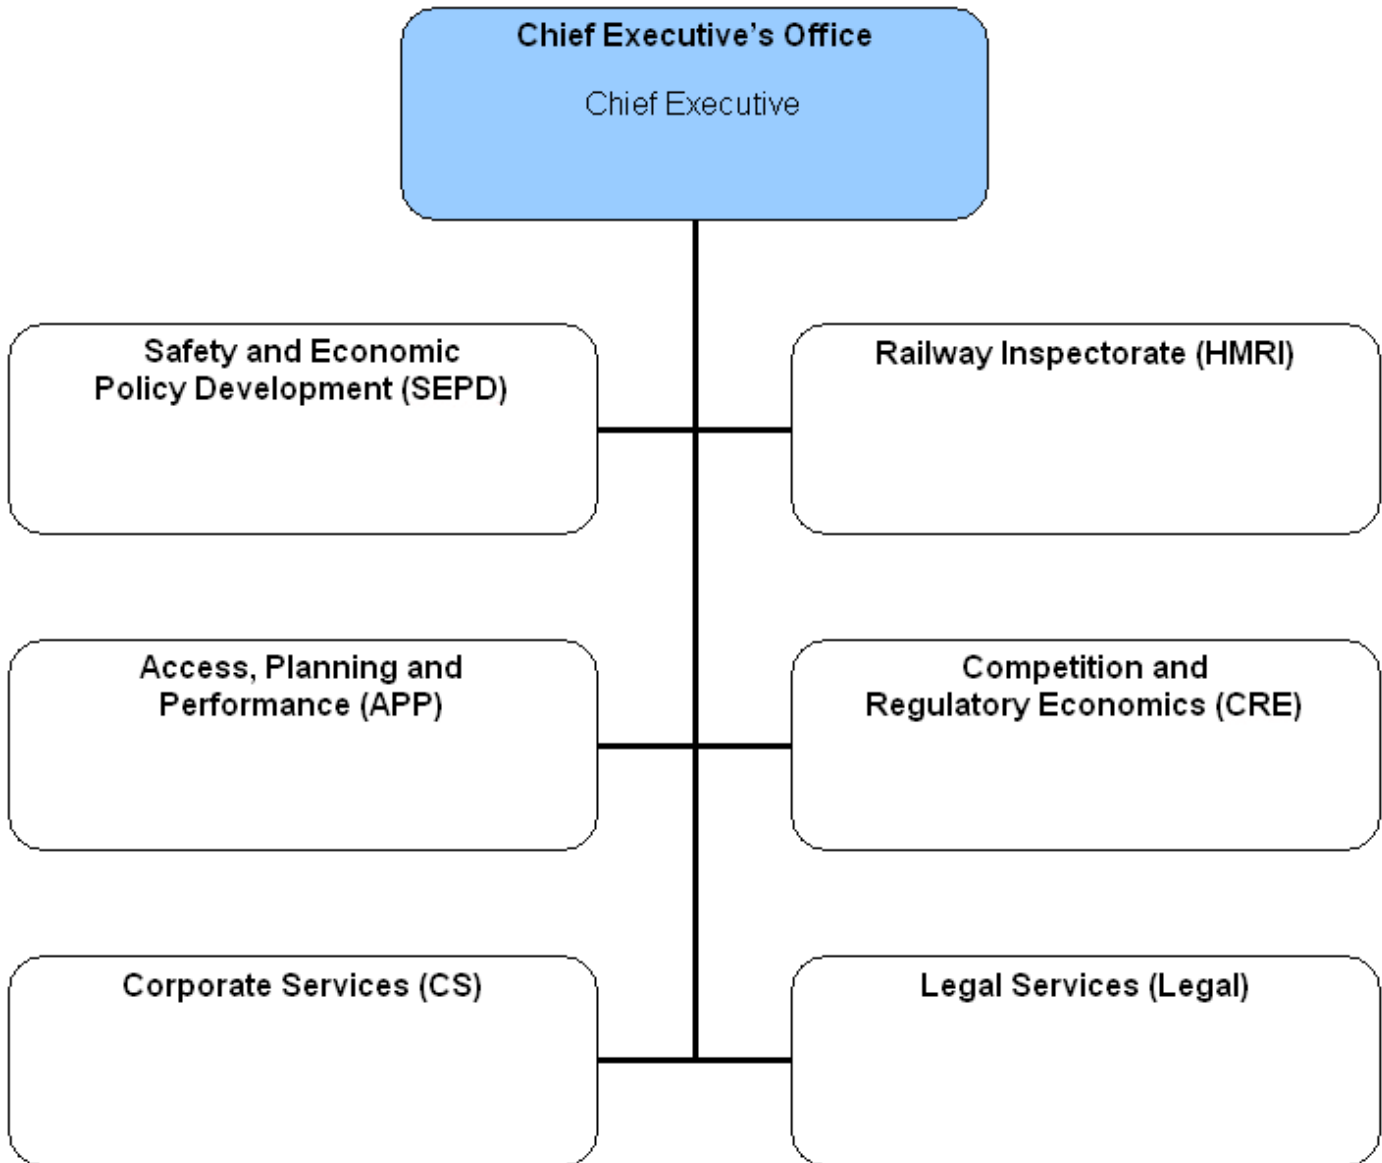 Chief Executive’s Office
Chief Executive
Safety and Economic
Policy Development (SEPD)
Railway Inspectorate (HMRI)
Access, Planning and
Performance (APP)
Competition and
Regulatory Economics (CRE)
Corporate Services (CS)
Legal Services (Legal)